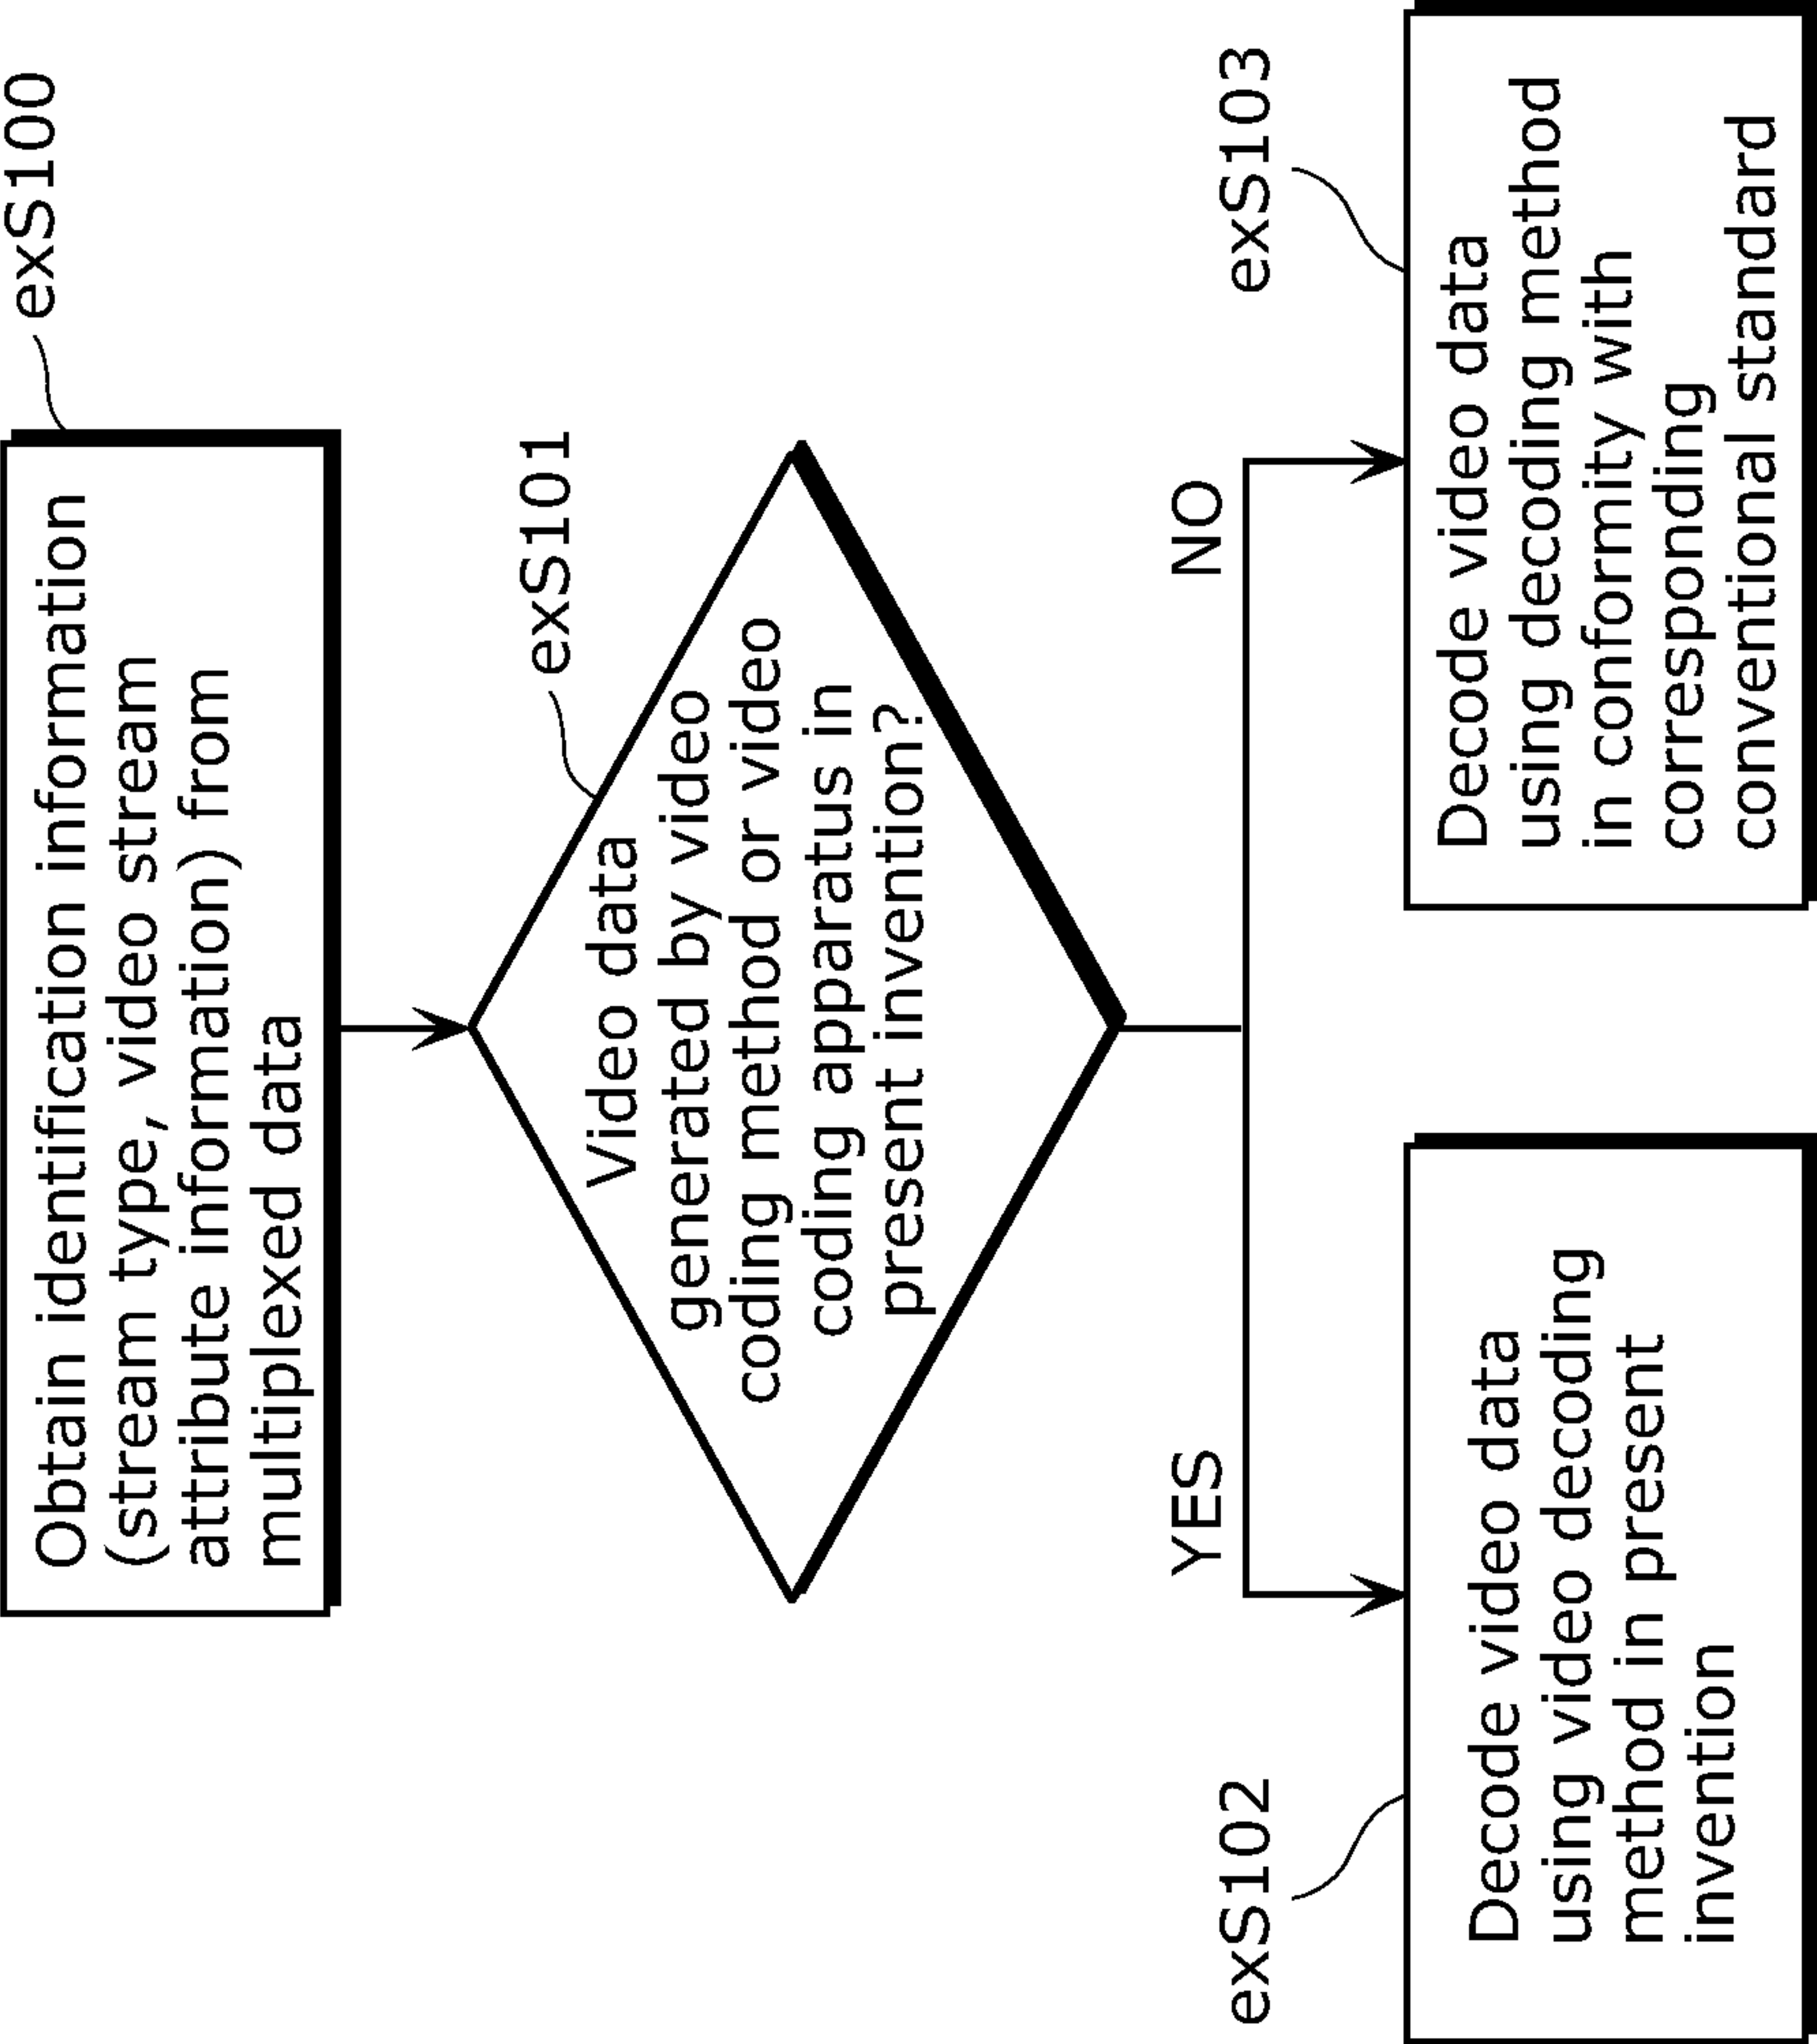 exS100
Obtain identification information
(stream type, video stream
attribute information) from
multiplexed data
exS101
Video data
generated by video
coding method or video
coding apparatus in
present invention?
YES
NO
exS102
Decode video data
using video decoding
method in present
invention
exS103
Decode video data
using decoding method
in conformity with
corresponding
conventional standard